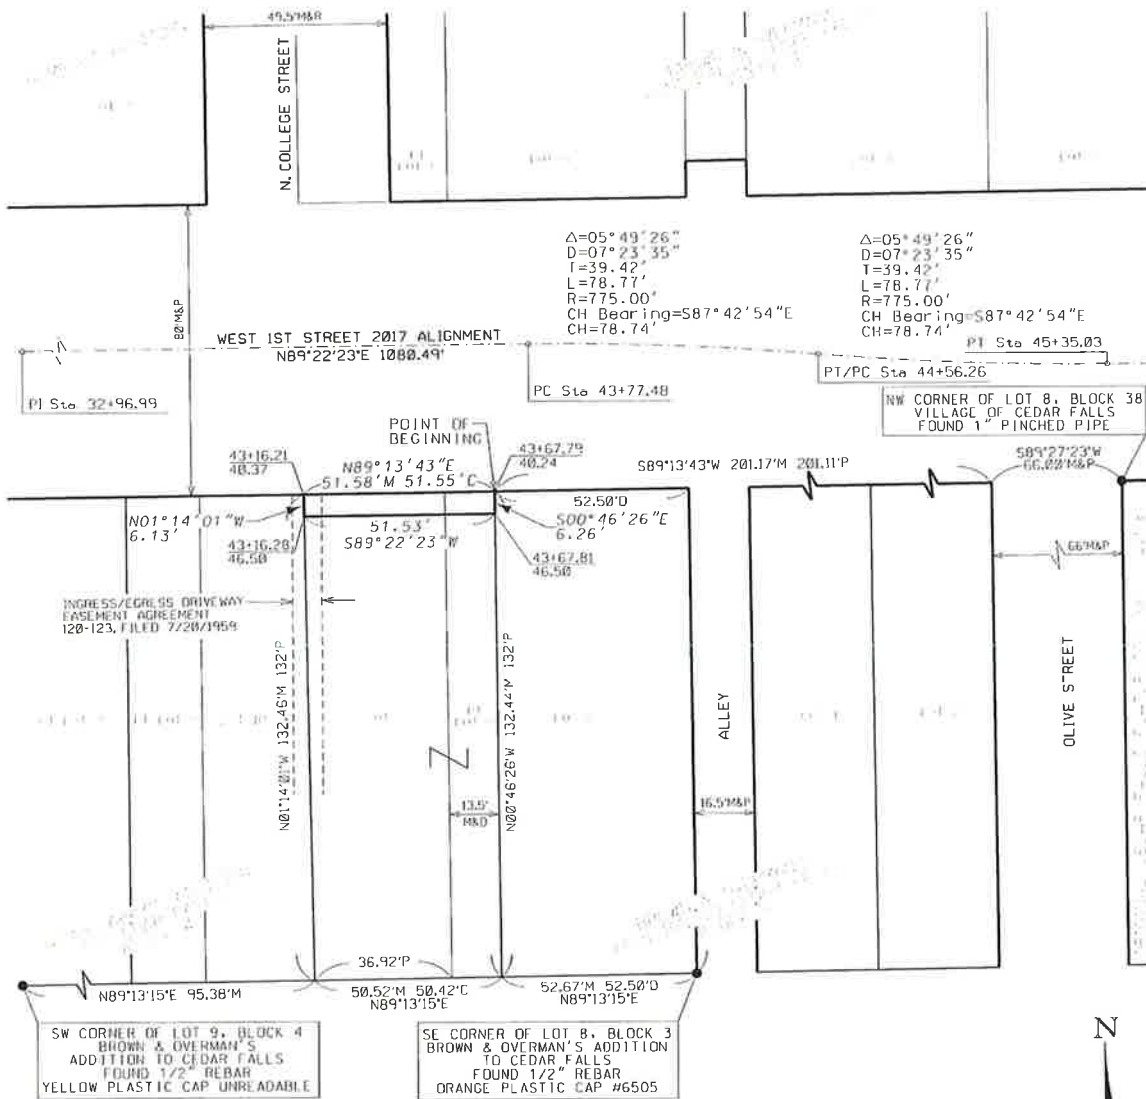 49.5'M&R
N. COLLEGE STREET
80'M&P
Δ=05°49'26"
D=07°23'35"
T=39.42'
L=78.77'
R=775.00'
CH Bearing=S87°42'54"E
CH=78.74'
Δ=05°49'26"
D=07°23'35"
T=39.42'
L=78.77'
R=775.00'
CH Bearing=S87°42'54"E
CH=78.74'
WEST 1ST STREET 2017 ALIGNMENT
N89°22'23"E 1080.49'
PI Sta 32+96.99
PC Sta 43+77.48
PT/PC Sta 44+56.26
PT Sta 45+35.03
NW CORNER OF LOT 8, BLOCK 38
VILLAGE OF CEDAR FALLS
FOUND 1" PINCHED PIPE
POINT OF
BEGINNING
43+16.21
40.37
N89°13'43"E
51.58'M 51.55'C
43+67.79
40.24
S89°13'43"W 201.17'M 201.11'P
S89°27'23"W
66.00'M&P
N01°14'01"W
6.13'
52.50'D
S00°46'26"E
6.26'
51.53'
S89°22'23"W
43+16.28
46.50
43+67.81
46.50
66'M&P
INGRESS/EGRESS DRIVEWAY
EASEMENT AGREEMENT
120-123, FILED 7/20/1959
N01°14'01"W 132.46'M 132'P
N00°46'26"W 132.44'M 132'P
ALLEY
OLIVE STREET
13.5'
M&D
16.5'M&P
36.92'P
N89°13'15"E 95.38'M
50.52'M 50.42'C
N89°13'15"E
52.67'M 52.50'D
N89°13'15"E
SW CORNER OF LOT 9, BLOCK 4
BROWN & OVERMAN'S
ADDITION TO CEDAR FALLS
FOUND 1/2" REBAR
YELLOW PLASTIC CAP UNREADABLE
SE CORNER OF LOT 8, BLOCK 3
BROWN & OVERMAN'S ADDITION
TO CEDAR FALLS
FOUND 1/2" REBAR
ORANGE PLASTIC CAP #6505
N